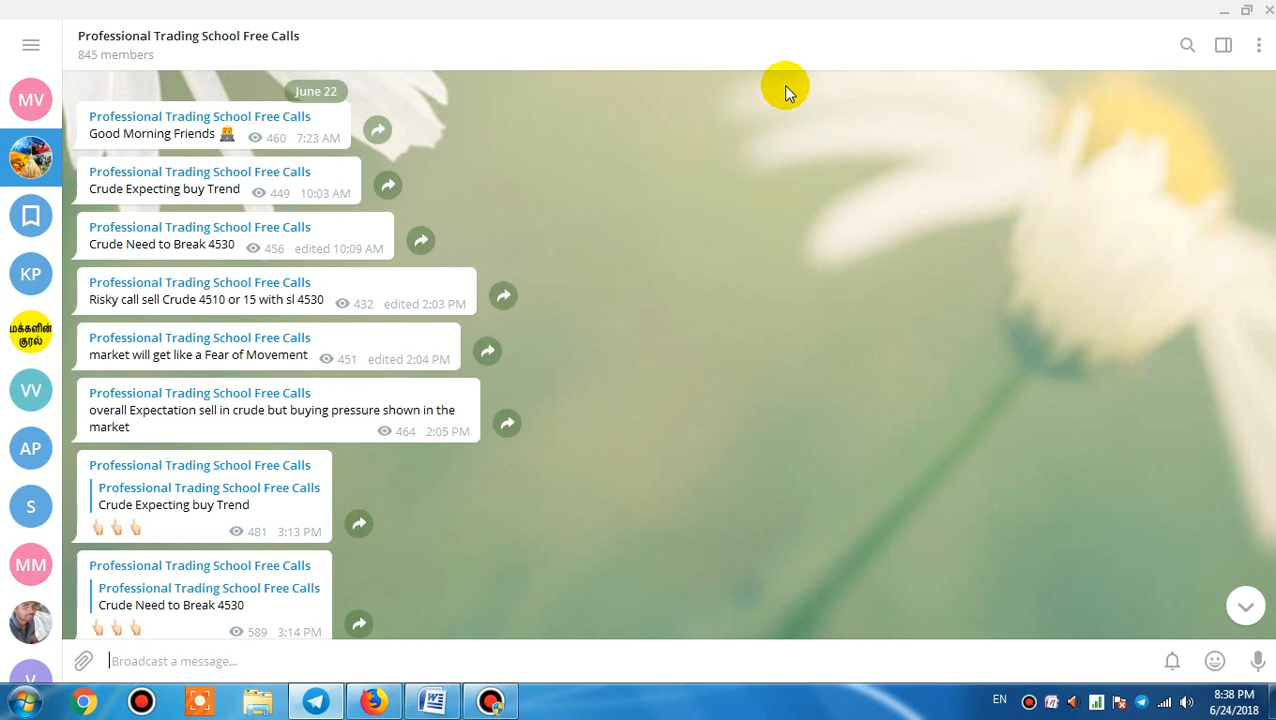 Professional Trading School Free Calls
845 members
June 22
Professional Trading School Free Calls
Good Morning Friends
460 7:23 AM
Professional Trading School Free Calls
Crude Expecting buy Trend
449 10:03 AM
Professional Trading School Free Calls
Crude Need to Break 4530
456 edited 10:09 AM
Professional Trading School Free Calls
Risky call sell Crude 4510 or 15 with sl 4530
432 edited 2:03 PM
Professional Trading School Free Calls
market will get like a Fear of Movement
451 edited 2:04 PM
Professional Trading School Free Calls
overall Expectation sell in crude but buying pressure shown in the
market
464 2:05 PM
Professional Trading School Free Calls
Professional Trading School Free Calls
Crude Expecting buy Trend
481 3:13 PM
Professional Trading School Free Calls
Professional Trading School Free Calls
Crude Need to Break 4530
589 3:14 PM
MV
KP
மக்களின்
குரல்
VV
AP
S
MM
V
Broadcast a message...
EN
8:38 PM
6/24/2018